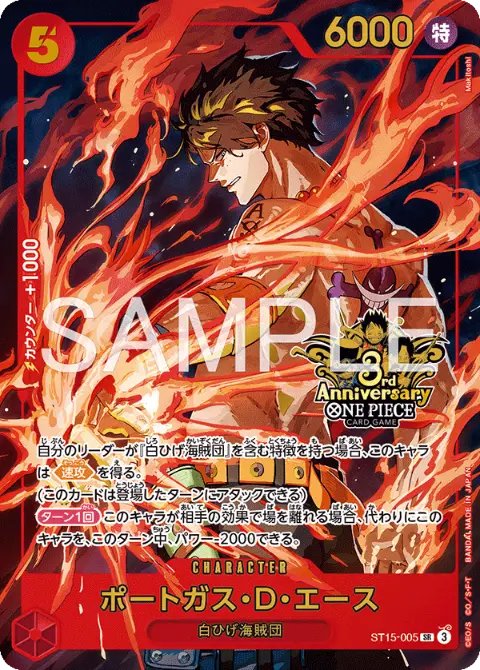 5
6000
特
Makitoshi
カウンター +1000
SAMPLE
3rd
Anniversary
ONE PIECE
CARD GAME
自分のリーダーが『白ひげ海賊団』を含む特徴を持つ場合、このキャラ
は 速攻 を得る。
(このカードは登場したターンにアタックできる)
ターン1回 このキャラが相手の効果で場を離れる場合、代わりにこの
キャラを、このターン中、パワー-2000できる。
CHARACTER
ポートガス・D・エース
白ひげ海賊団
ST15-005 SR 3
©E.O/S ©O/S・F・T BANDAI MADE IN JAPAN